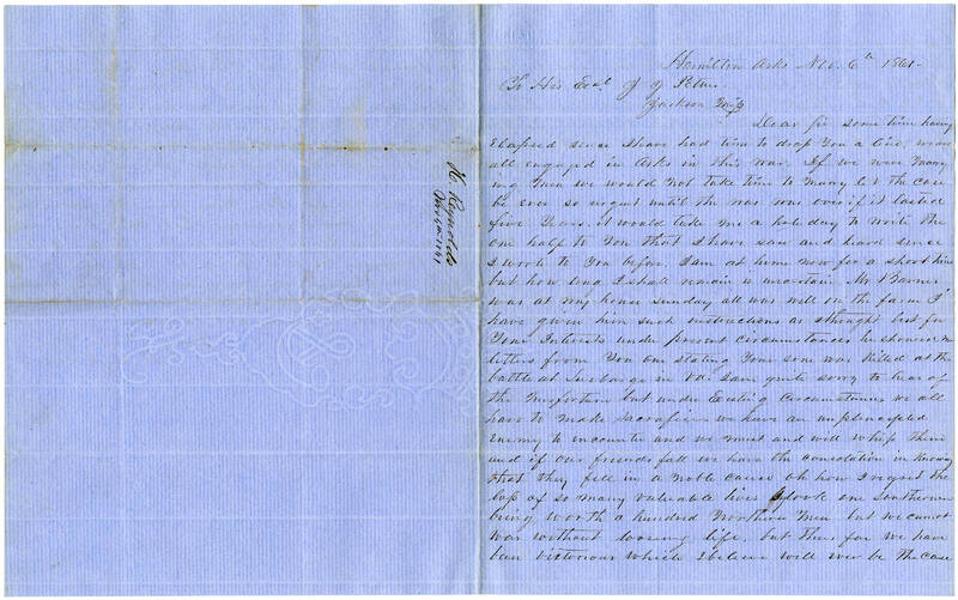 H. Reynolds
Nov 6th 1861
Hamilton Arks Nov. 6th 1861-
To His Excl J J Pettus
Jackson Miss
Dear Sir some time having
Elapsed since I have had time to drop You a line, we are
all engaged in Arks in this war. If we were Marry
ing Men we would Not take time to Marry let the case
be ever so urgent until the war was over if it lasted
five Years. it would take me a holiday to write the
one half to You that I have saw and heard since
I wrote to You before. I am at home now for a short time
but how long I shall remain is uncertain Mr Barnes
was at my house sunday all was well on the farm I
have given him such instructions as I thought best for
Your Interests under present circumstances he showed me
letters from You one stating Your sone was killed at the
battle at Leesburge in Va. I am quite sorry to hear of
the Misfortune but under Existing Circumstances we all
have to Make Sacrafices we have an unprincepled
Enemy to encounter and we must and will whip them
and if our friends fall we have the consolation in Knowing
that they fell in a Noble cause oh how I regret the
loss of so many valuable lives I look one southerner
being worth a hundred Northern Men but we cannot
war without loosing life, but thus far we have
been victorious which I believe will ever be the case